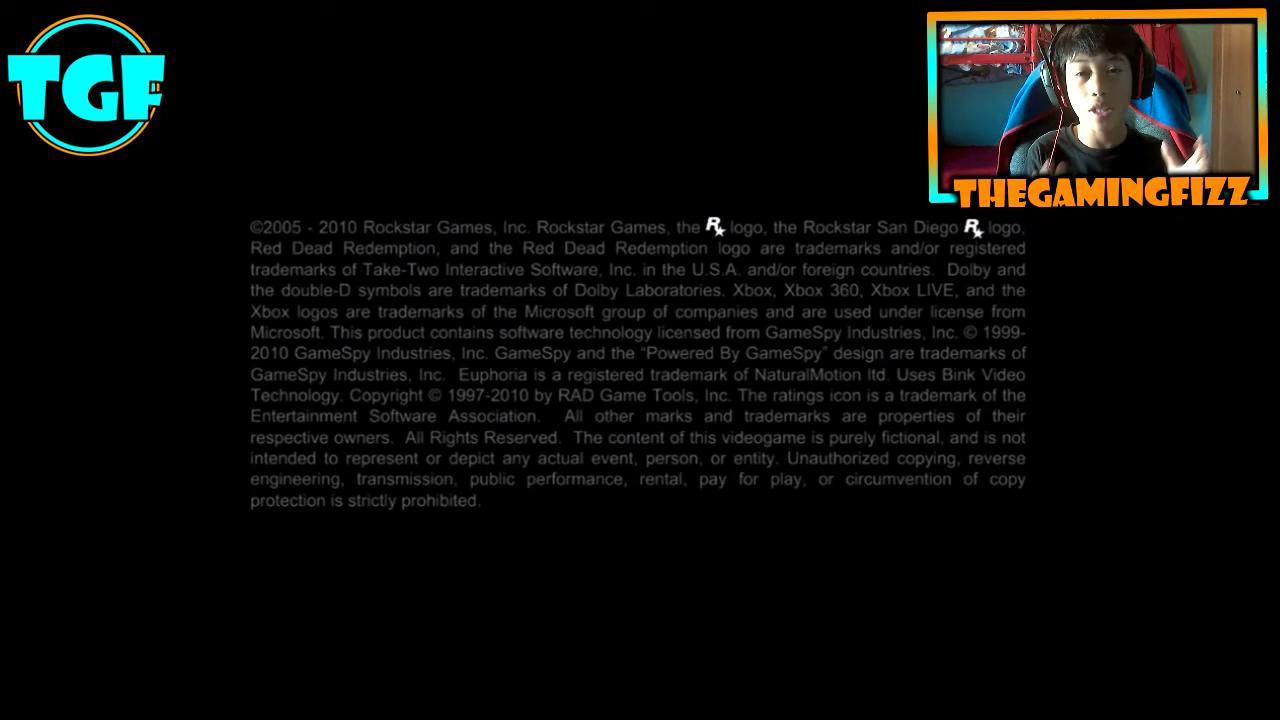 TGF
THEGAMINGFIZZ
©2005 - 2010 Rockstar Games, Inc. Rockstar Games, the R★ logo, the Rockstar San Diego R★ logo,
Red Dead Redemption, and the Red Dead Redemption logo are trademarks and/or registered
trademarks of Take-Two Interactive Software, Inc. in the U.S.A. and/or foreign countries. Dolby and
the double-D symbols are trademarks of Dolby Laboratories. Xbox, Xbox 360, Xbox LIVE, and the
Xbox logos are trademarks of the Microsoft group of companies and are used under license from
Microsoft. This product contains software technology licensed from GameSpy Industries, Inc. © 1999-
2010 GameSpy Industries, Inc. GameSpy and the “Powered By GameSpy” design are trademarks of
GameSpy Industries, Inc. Euphoria is a registered trademark of NaturalMotion ltd. Uses Bink Video
Technology. Copyright © 1997-2010 by RAD Game Tools, Inc. The ratings icon is a trademark of the
Entertainment Software Association. All other marks and trademarks are properties of their
respective owners. All Rights Reserved. The content of this videogame is purely fictional, and is not
intended to represent or depict any actual event, person, or entity. Unauthorized copying, reverse
engineering, transmission, public performance, rental, pay for play, or circumvention of copy
protection is strictly prohibited.